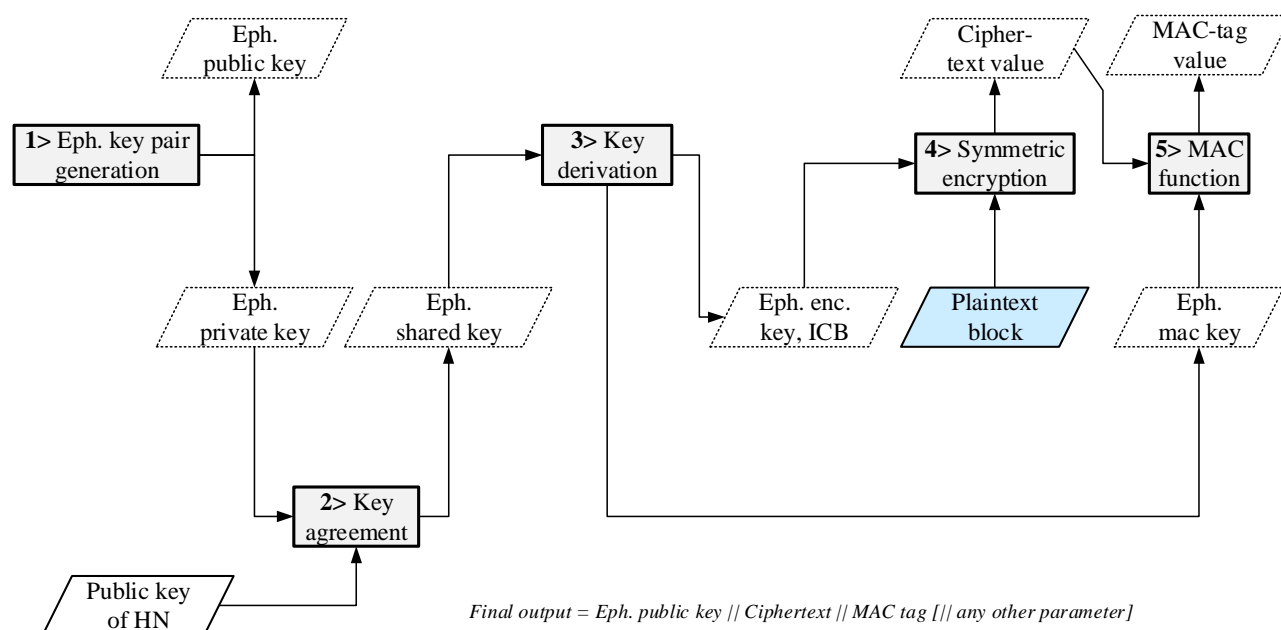 Eph.
public key
Cipher-
text value
MAC-tag
value
1> Eph. key pair
generation
3> Key
derivation
4> Symmetric
encryption
5> MAC
function
Eph.
private key
Eph.
shared key
Eph. enc.
key, ICB
Plaintext
block
Eph.
mac key
2> Key
agreement
Public key
of HN
Final output = Eph. public key || Ciphertext || MAC tag [|| any other parameter]